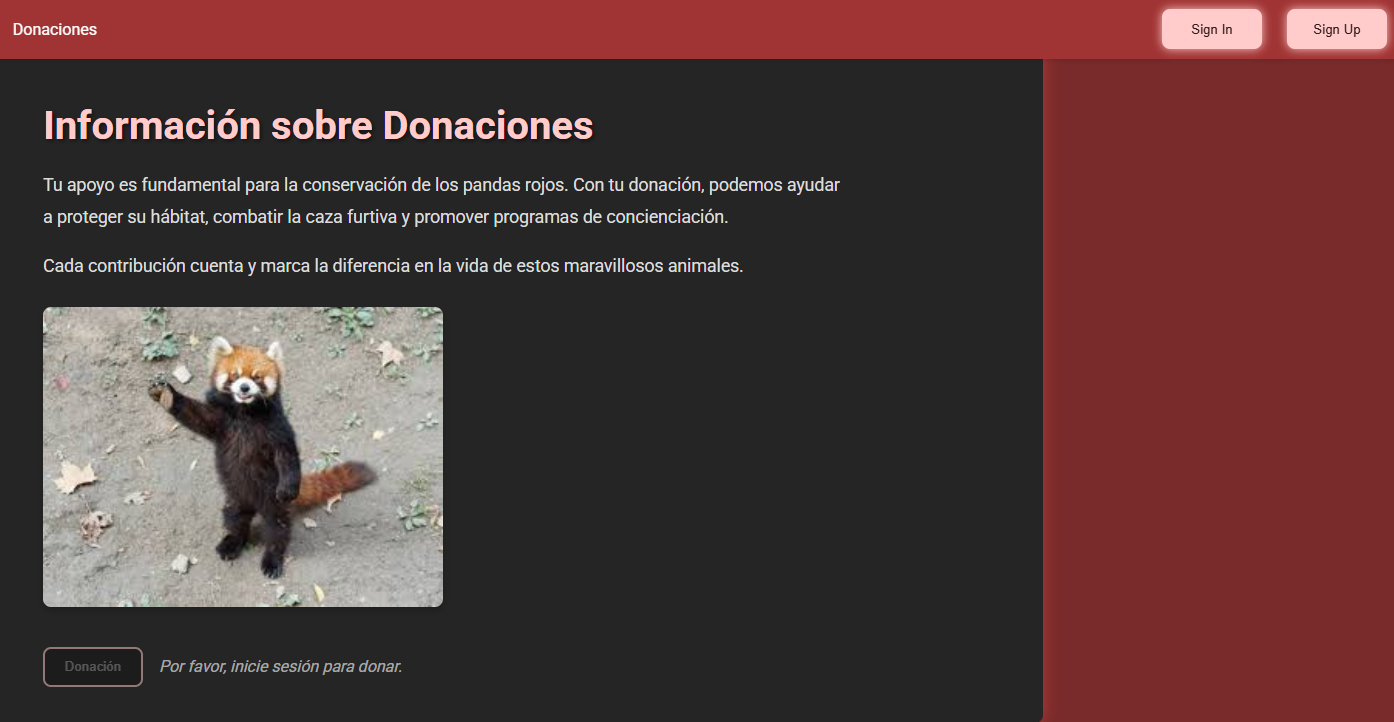 Donaciones
Sign In
Sign Up
Información sobre Donaciones
Tu apoyo es fundamental para la conservación de los pandas rojos. Con tu donación, podemos ayudar
a proteger su hábitat, combatir la caza furtiva y promover programas de concienciación.
Cada contribución cuenta y marca la diferencia en la vida de estos maravillosos animales.
Donación
Por favor, inicie sesión para donar.